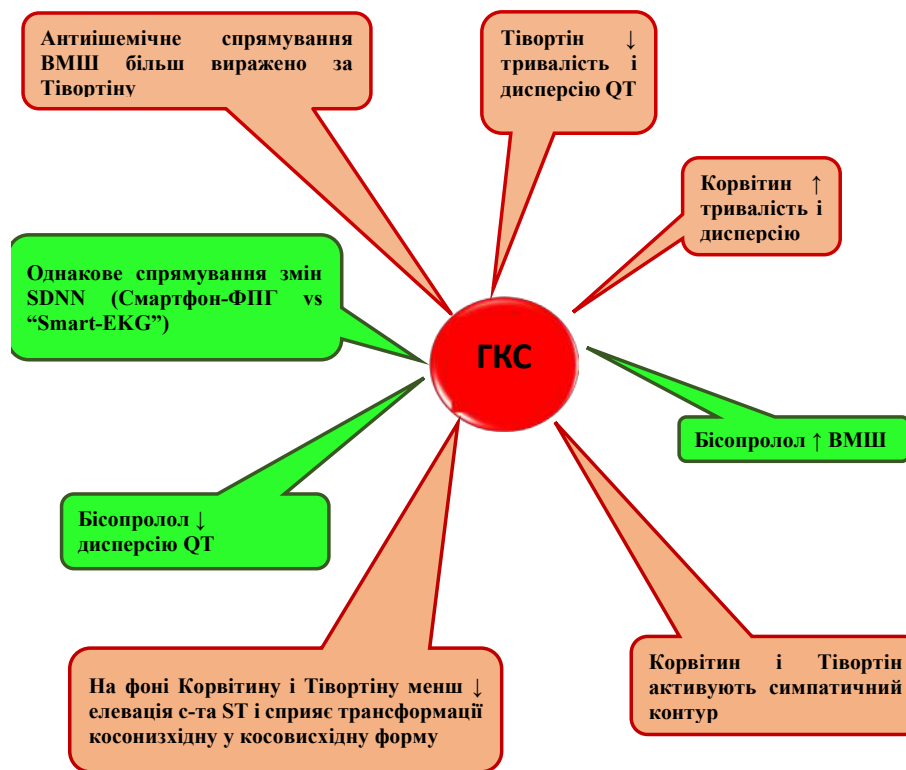 Антиішемічне спрямування
ВМШ більш виражено за
Тівортіну
Тівортін ↓
тривалість і
дисперсію QT
Корвітин ↑
тривалість і
дисперсію
Однакове спрямування змін
SDNN (Смартфон-ФПГ vs
“Smart-EKG”)
ГКС
Бісопролол ↑ ВМШ
Бісопролол ↓
дисперсію QT
На фоні Корвітину і Тівортіну менш ↓
елевація с-та ST і сприяє трансформації
косонизхідну у косовисхідну форму
Корвітин і Тівортін
активують симпатичний
контур